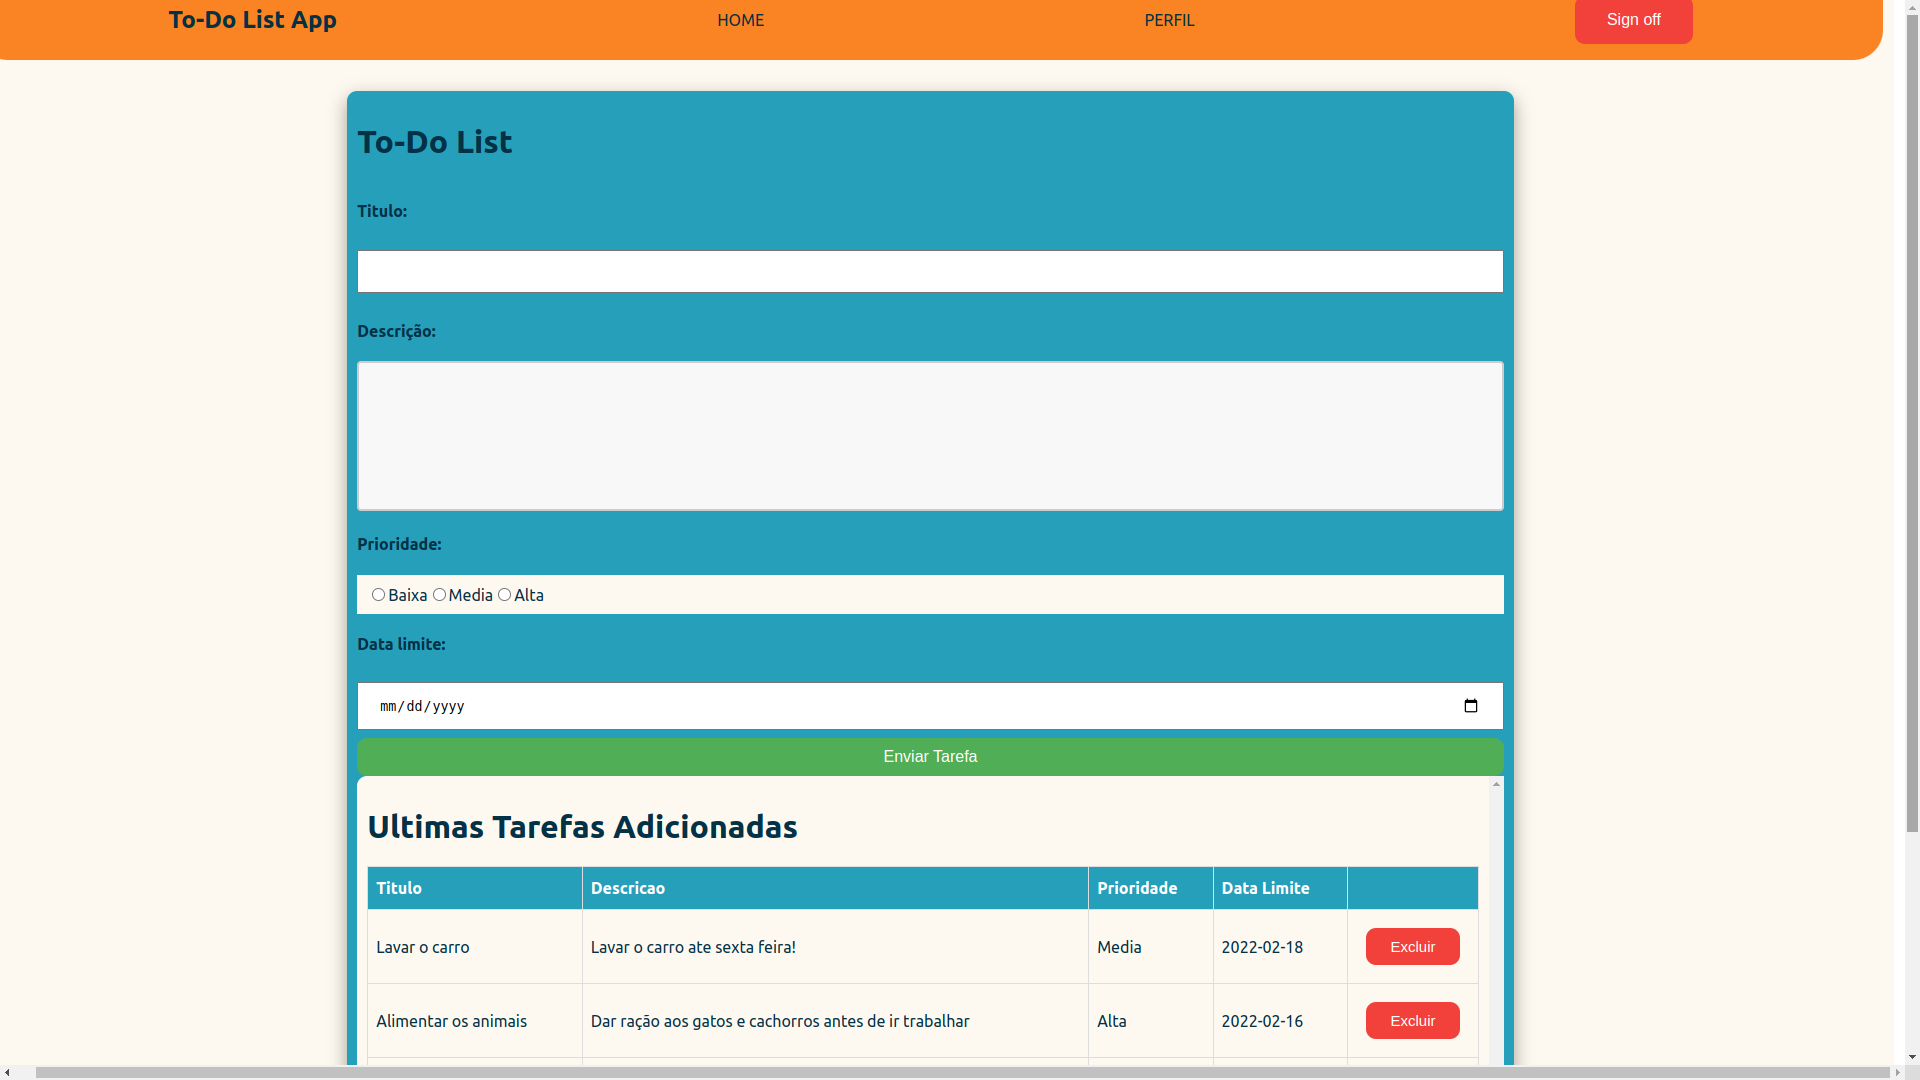 To-Do List App HOME PERFIL Sign off
To-Do List
Titulo:
Descrição:
Prioridade:
Baixa Media Alta
Data limite:
mm/dd/yyyy
Enviar Tarefa
Ultimas Tarefas Adicionadas
Titulo Descricao Prioridade Data Limite
Lavar o carro Lavar o carro ate sexta feira! Media 2022-02-18 Excluir
Alimentar os animais Dar ração aos gatos e cachorros antes de ir trabalhar Alta 2022-02-16 Excluir